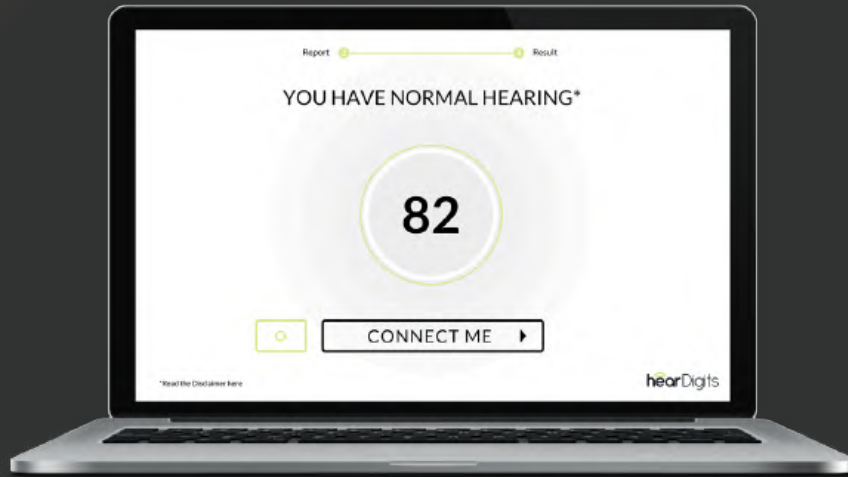 Report
Result
YOU HAVE NORMAL HEARING*
82
CONNECT ME
*Read the Disclaimer here
hearDigits